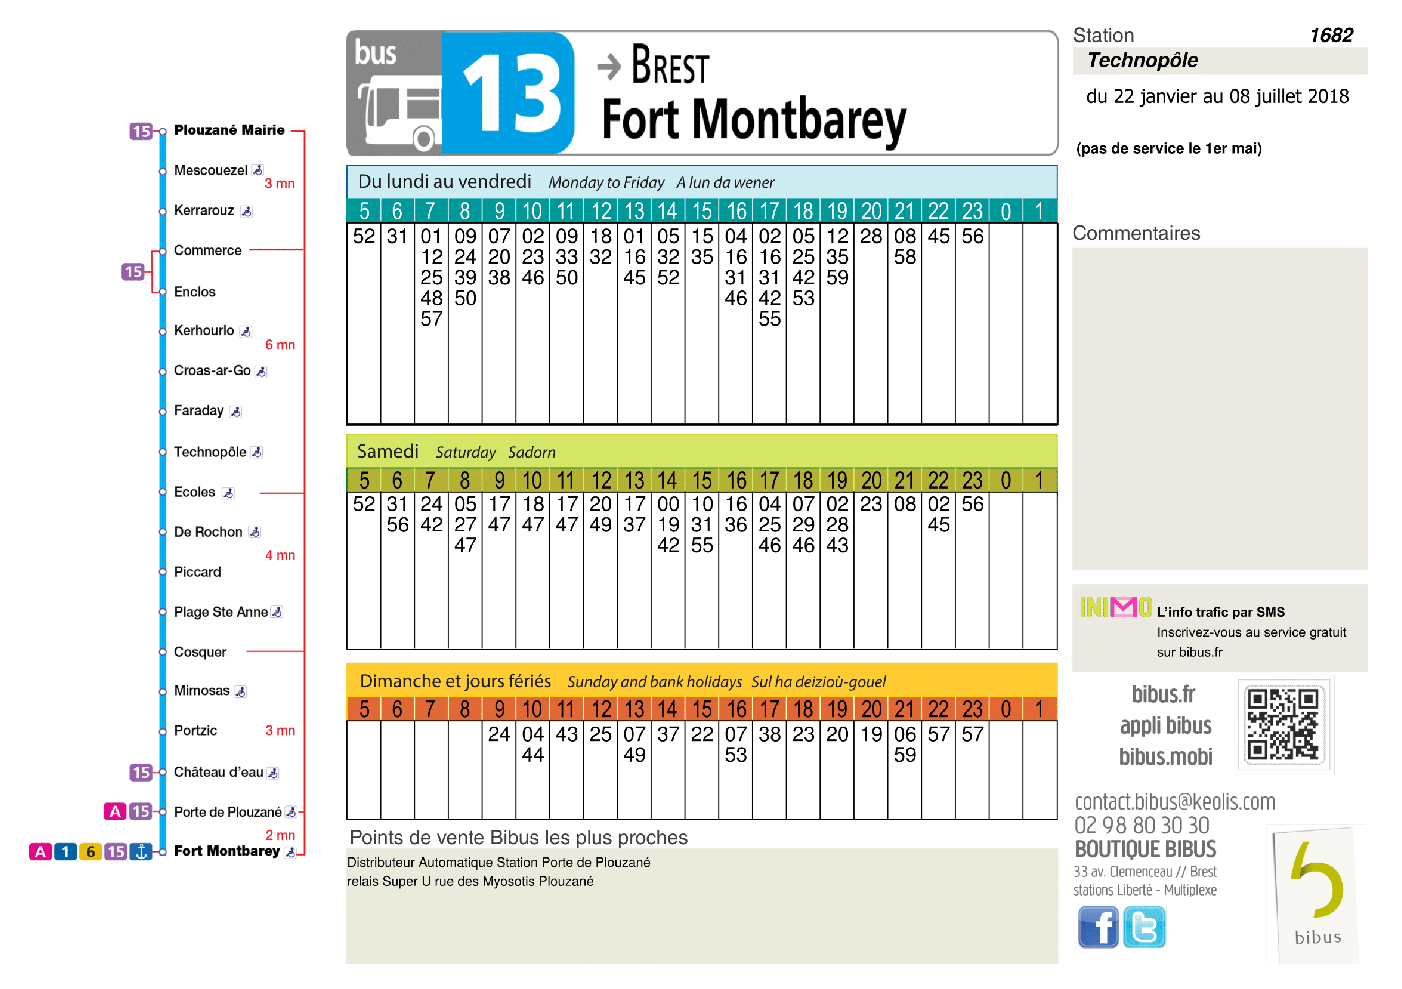 bus
13
→ BREST
Fort Montbarey
Station 1682
Technopôle
du 22 janvier au 08 juillet 2018
(pas de service le 1er mai)
Commentaires
15 Plouzané Mairie
Mescouezel
3 mn
Kerrarouz
Commerce
15
Enclos
Kerhourlo
6 mn
Croas-ar-Go
Faraday
Technopôle
Ecoles
De Rochon
4 mn
Piccard
Plage Ste Anne
Cosquer
Mimosas
Portzic 3 mn
15 Château d'eau
A 15 Porte de Plouzané
2 mn
A 1 6 15 Fort Montbarey
Du lundi au vendredi Monday to Friday A lun da wener
5 6 7 8 9 10 11 12 13 14 15 16 17 18 19 20 21 22 23 0 1
52 31 01 09 07 02 09 18 01 05 15 04 02 05 12 28 08 45 56
12 24 20 23 33 32 16 32 35 16 16 25 35 58
25 39 38 46 50 45 52 31 31 42 59
48 50 46 42 53
57 55
Samedi Saturday Sadorn
5 6 7 8 9 10 11 12 13 14 15 16 17 18 19 20 21 22 23 0 1
52 31 24 05 17 18 17 20 17 00 10 16 04 07 02 23 08 02 56
56 42 27 47 47 47 49 37 19 31 36 25 29 28 45
47 42 55 46 46 43
Dimanche et jours fériés Sunday and bank holidays Sul ha deizioù-gouel
5 6 7 8 9 10 11 12 13 14 15 16 17 18 19 20 21 22 23 0 1
24 04 43 25 07 37 22 07 38 23 20 19 06 57 57
44 49 53 59
Points de vente Bibus les plus proches
Distributeur Automatique Station Porte de Plouzané
relais Super U rue des Myosotis Plouzané
INIMO L'info trafic par SMS
Inscrivez-vous au service gratuit
sur bibus.fr
bibus.fr
appli bibus
bibus.mobi
contact.bibus@keolis.com
02 98 80 30 30
BOUTIQUE BIBUS
33 av. Clemenceau // Brest
stations Liberté - Multiplexe
bibus